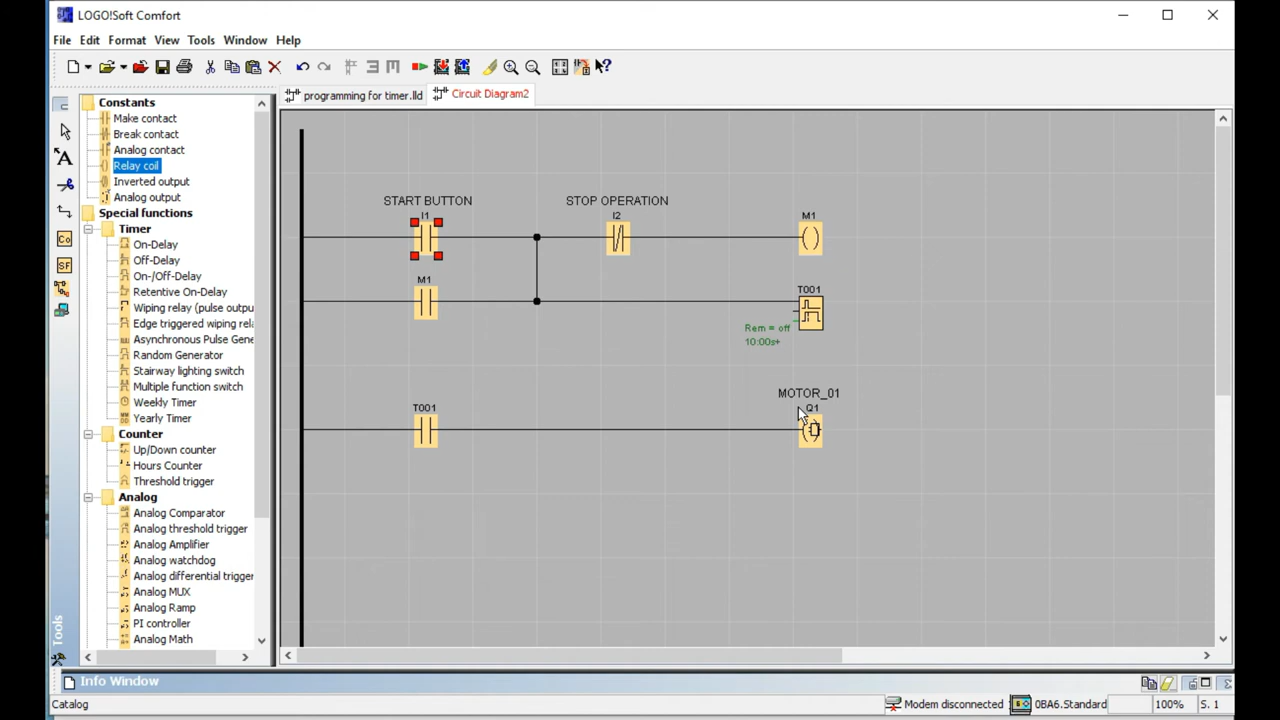 LOGO!Soft Comfort
File Edit Format View Tools Window Help
programming for timer.lld Circuit Diagram2
Constants
Make contact
Break contact
Analog contact
Relay coil
Inverted output
Analog output
Special functions
Timer
On-Delay
Off-Delay
On-/Off-Delay
Retentive On-Delay
Wiping relay (pulse outpu
Edge triggered wiping rela
Asynchronous Pulse Gene
Random Generator
Stairway lighting switch
Multiple function switch
Weekly Timer
Yearly Timer
Counter
Up/Down counter
Hours Counter
Threshold trigger
Analog
Analog Comparator
Analog threshold trigger
Analog Amplifier
Analog watchdog
Analog differential trigger
Analog MUX
Analog Ramp
PI controller
Analog Math
A
Co
SF
Tools
START BUTTON STOP OPERATION
I1 I2 M1
M1 T001
Rem = off
10:00s+
MOTOR_01
T001 Q1
Info Window
Catalog Modem disconnected 0BA6.Standard 100% S. 1